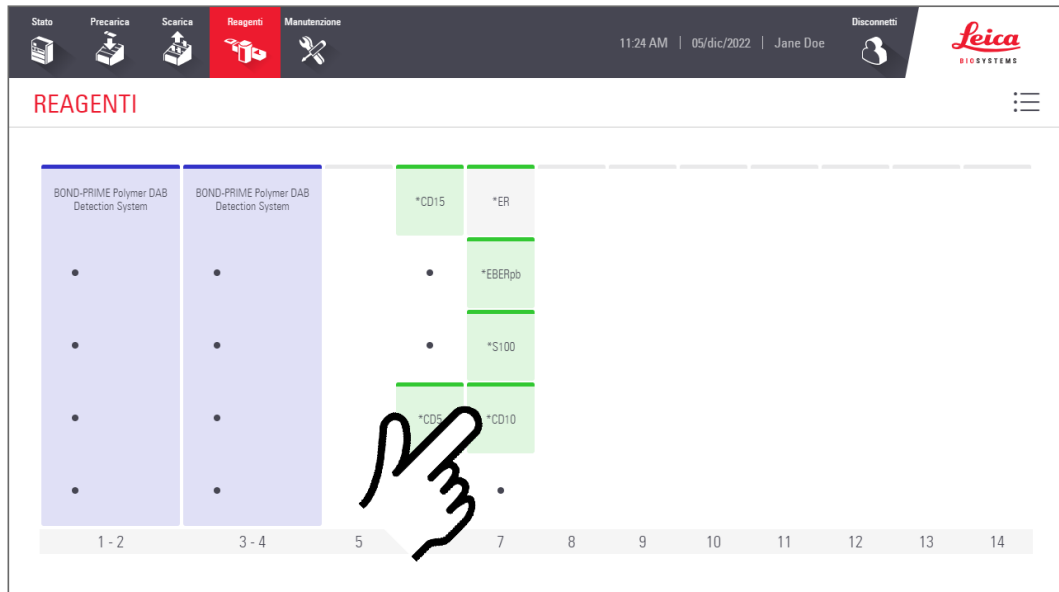 Stato
Precarica
Scarica
Reagenti
Manutenzione
11:24 AM | 05/dic/2022 | Jane Doe
Disconnetti
Leica
BIOSYSTEMS
REAGENTI
BOND-PRIME Polymer DAB
Detection System
BOND-PRIME Polymer DAB
Detection System
*CD15
*ER
*EBERpb
*S100
*CD5
*CD10
1 - 2
3 - 4
5
7
8
9
10
11
12
13
14